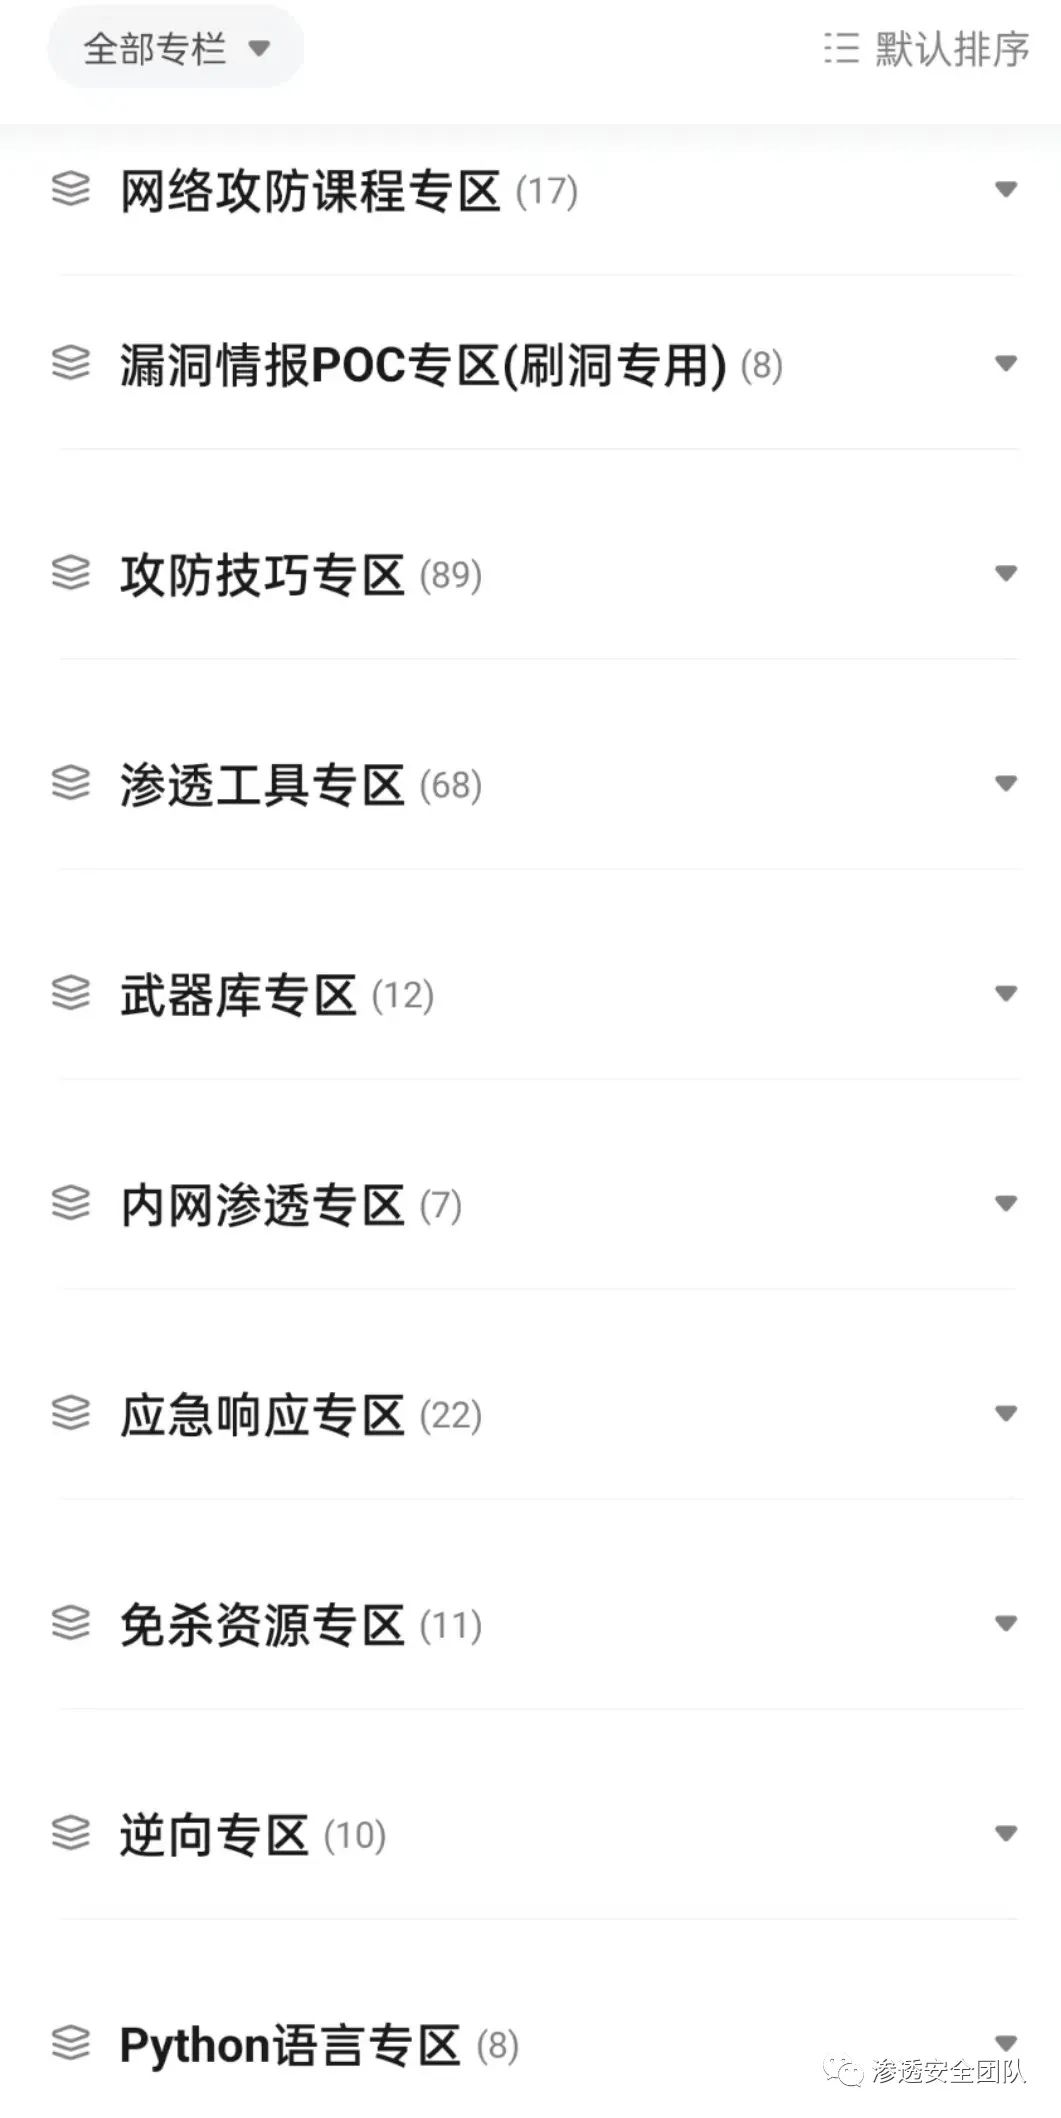 全部专栏
默认排序
网络攻防课程专区 (17)
漏洞情报POC专区(刷洞专用) (8)
攻防技巧专区 (89)
渗透工具专区 (68)
武器库专区 (12)
内网渗透专区 (7)
应急响应专区 (22)
免杀资源专区 (11)
逆向专区 (10)
Python语言专区 (8)
渗透安全团队